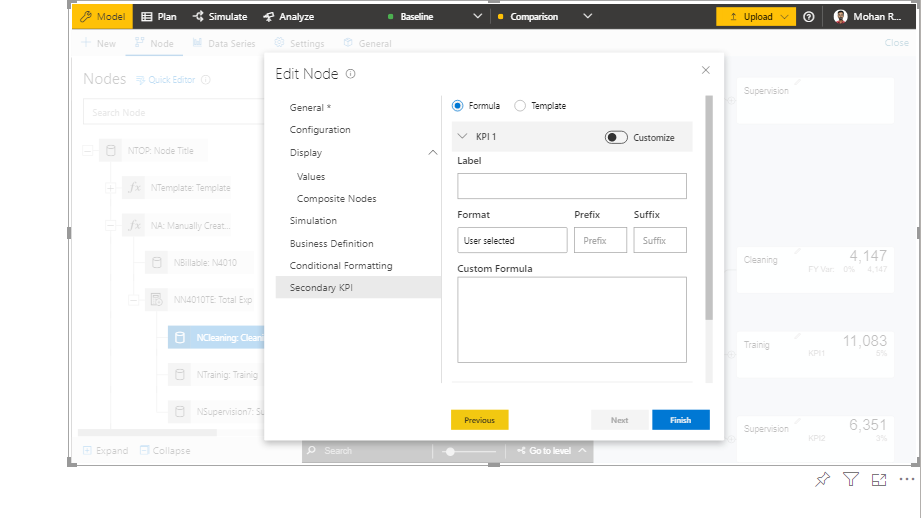 Model Plan Simulate Analyze Baseline Comparison Upload Mohan R...
New Node Data Series Settings General Close
Nodes Quick Editor
Search Node
NTOP: Node Title
NTemplate: Template
NA: Manually Creat...
NBillable: N4010
NN4010TE: Total Exp
NCleaning: Cleani
NTrainig: Trainig
NSupervision7: Su
Expand Collapse
Edit Node
General *
Configuration
Display
Values
Composite Nodes
Simulation
Business Definition
Conditional Formatting
Secondary KPI
Formula Template
KPI 1 Customize
Label
Format Prefix Suffix
User selected Prefix Suffix
Custom Formula
Previous Next Finish
Search Go to level
Supervision
Cleaning 4,147
FY Var. 0% 4,147
Trainig 11,083
KPI1 5%
Supervision 6,351
KPI2 3%